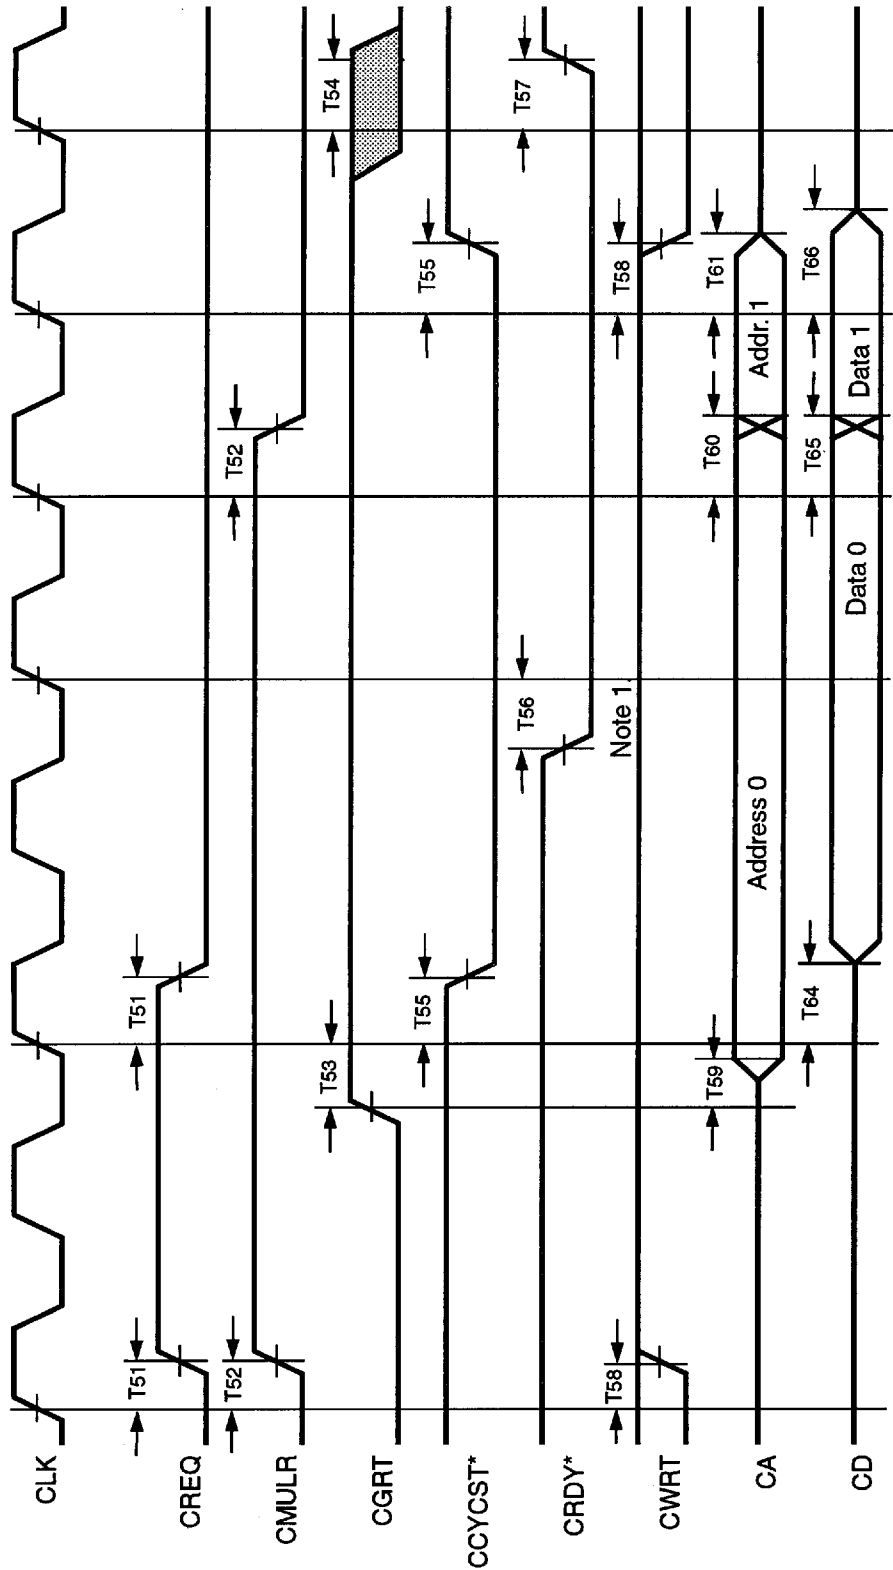 CLK
CREQ
T51
T51
CMULR
T52
T52
CGRT
T53
T54
CCYCST*
T55
T55
CRDY*
T56
T57
CWRT
T58
Note 1.
T58
CA
T59
Address 0
T60
Addr. 1
T61
CD
T64
Data 0
T65
Data 1
T66